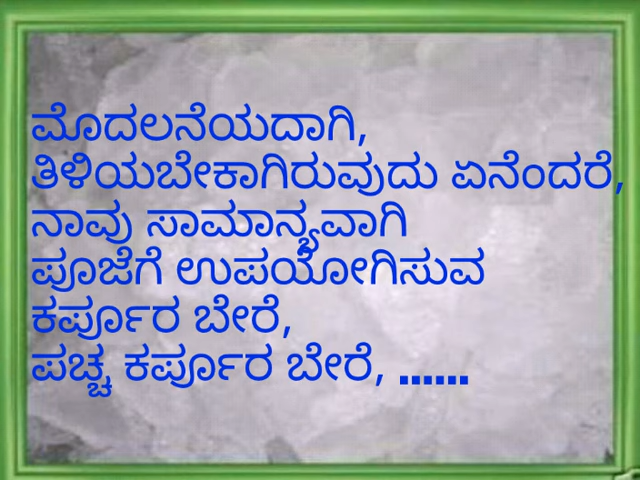 ಮೊದಲನೆಯದಾಗಿ,
ತಿಳಿಯಬೇಕಾಗಿರುವುದು ಏನೆಂದರೆ,
ನಾವು ಸಾಮಾನ್ಯವಾಗಿ
ಪೂಜೆಗೆ ಉಪಯೋಗಿಸುವ
ಕರ್ಪೂರ ಬೇರೆ,
ಪಚ್ಚ ಕರ್ಪೂರ ಬೇರೆ, ......